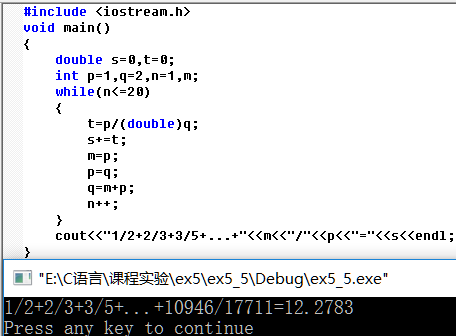 #include <iostream.h>
void main()
{
double s=0,t=0;
int p=1,q=2,n=1,m;
while(n<=20)
{
t=p/(double)q;
s+=t;
m=p;
p=q;
q=m+p;
n++;
}
cout<<"1/2+2/3+3/5+...+"<<m<<"/"<<p<<"="<<s<<endl;
}
"E:\C语言\课程实验\ex5\ex5_5\Debug\ex5_5.exe"
1/2+2/3+3/5+...+10946/17711=12.2783
Press any key to continue